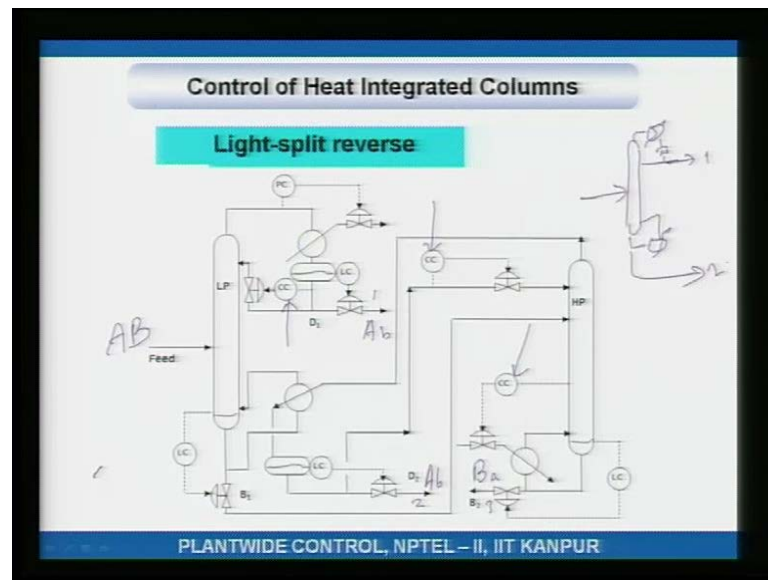 Control of Heat Integrated Columns
Light-split reverse
PC
LP
LC
CC
D₁
1
Ab
AB
Feed
CC
HP
CC
LC
B₁
LC
D₂
Ab
2
Ba
B₂
LC
1
2
PLANTWIDE CONTROL, NPTEL – II, IIT KANPUR